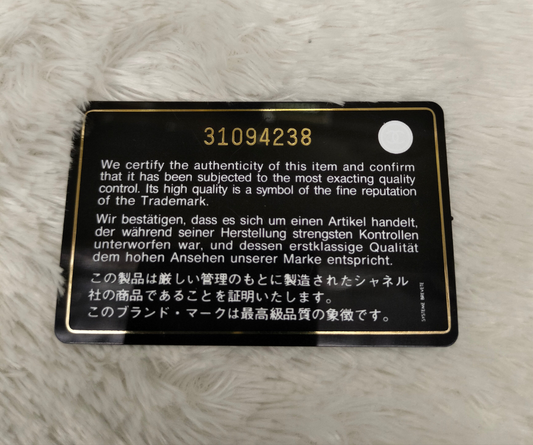 31094238
We certify the authenticity of this item and confirm
that it has been subjected to the most exacting quality
control. Its high quality is a symbol of the fine reputation
of the Trademark.
Wir bestätigen, dass es sich um einen Artikel handelt,
der während seiner Herstellung strengsten Kontrollen
unterworfen war, und dessen erstklassige Qualität
dem hohen Ansehen unserer Marke entspricht.
この製品は厳しい管理のもとに製造されたシャネル
社の商品であることを証明いたします。
このブランド・マークは最高級品質の象徴です。
SYSTEME BREVETE